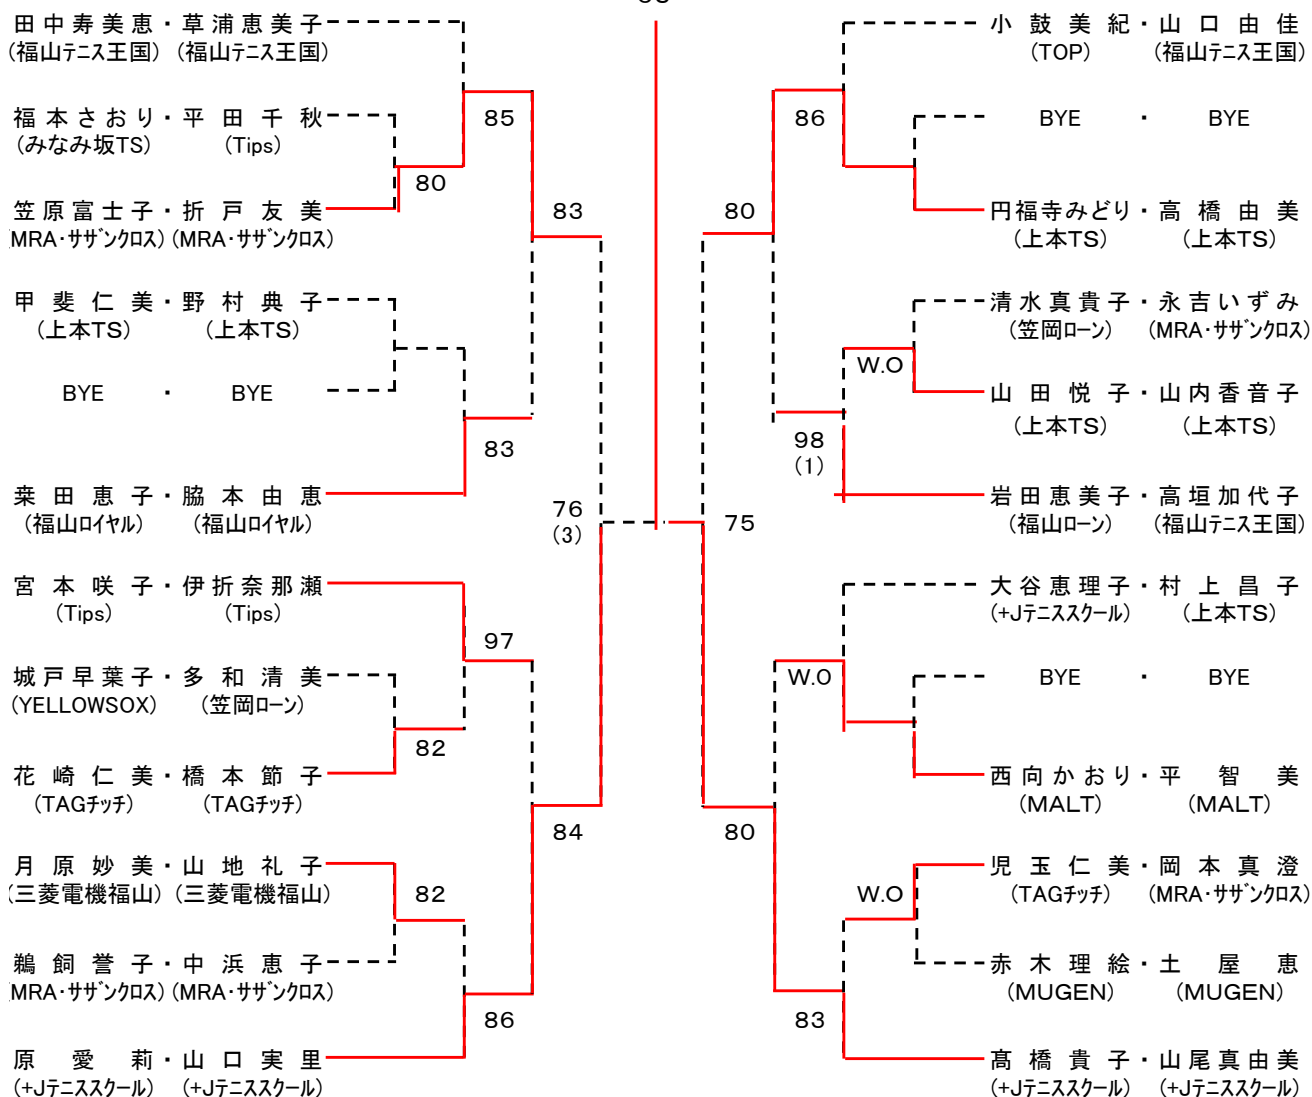 田中寿美恵・草浦恵美子
(福山テニス王国) (福山テニス王国)
85
福本さおり・平田千秋
(みなみ坂TS) (Tips)
80
笠原富士子・折戸友美
(MRA・サザンクロス) (MRA・サザンクロス)
83
甲斐仁美・野村典子
(上本TS) (上本TS)
BYE ・ BYE
83
桒田恵子・脇本由恵
(福山ロイヤル) (福山ロイヤル)
76
(3)
宮本咲子・伊折奈那瀬
(Tips) (Tips)
97
城戸早葉子・多和清美
(YELLOWSOX) (笠岡ローン)
82
花崎仁美・橋本節子
(TAGチッチ) (TAGチッチ)
84
月原妙美・山地礼子
(三菱電機福山) (三菱電機福山)
82
鵜飼誉子・中浜恵子
(MRA・サザンクロス) (MRA・サザンクロス)
86
原愛莉・山口実里
(+Jテニススクール) (+Jテニススクール)
小鼓美紀・山口由佳
(TOP) (福山テニス王国)
86
BYE ・ BYE
80
円福寺みどり・高橋由美
(上本TS) (上本TS)
清水真貴子・永吉いずみ
(笠岡ローン) (MRA・サザンクロス)
W.O
山田悦子・山内香音子
(上本TS) (上本TS)
98
(1)
岩田恵美子・高垣加代子
(福山ローン) (福山テニス王国)
75
大谷恵理子・村上昌子
(+Jテニススクール) (上本TS)
W.O
BYE ・ BYE
西向かおり・平智美
(MALT) (MALT)
80
児玉仁美・岡本真澄
(TAGチッチ) (MRA・サザンクロス)
W.O
赤木理絵・土屋恵
(MUGEN) (MUGEN)
83
髙橋貴子・山尾真由美
(+Jテニススクール) (+Jテニススクール)